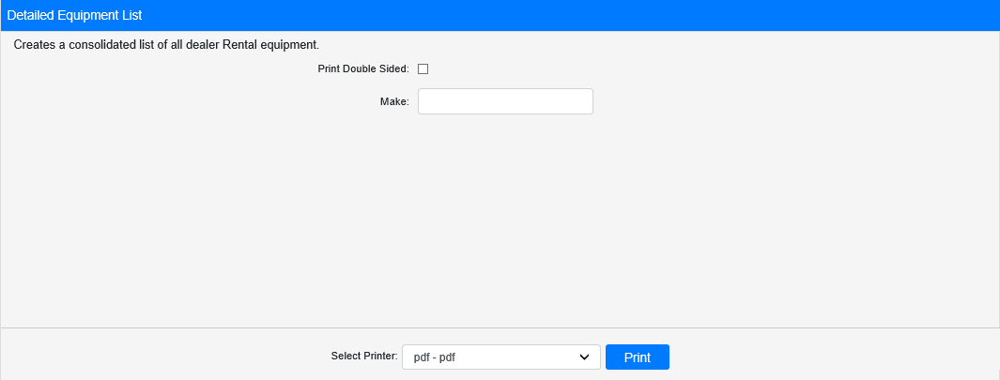 Detailed Equipment List
Creates a consolidated list of all dealer Rental equipment.
Print Double Sided:
Make:
Select Printer: pdf - pdf Print